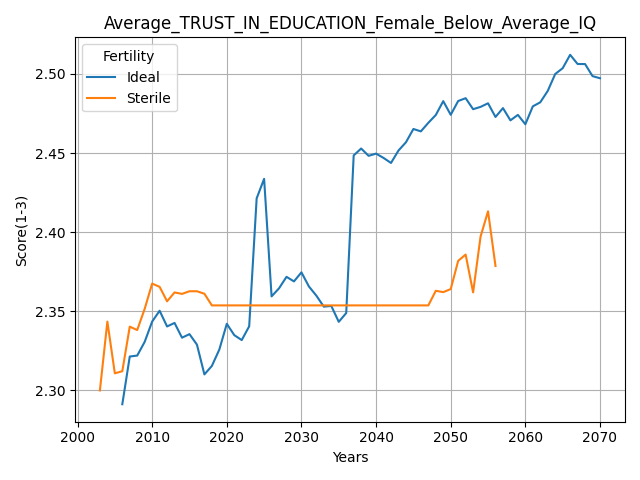 Average_TRUST_IN_EDUCATION_Female_Below_Average_IQ
Fertility
Ideal
Sterile
Score(1-3)
2.50
2.45
2.40
2.35
2.30
2000 2010 2020 2030 2040 2050 2060 2070
Years